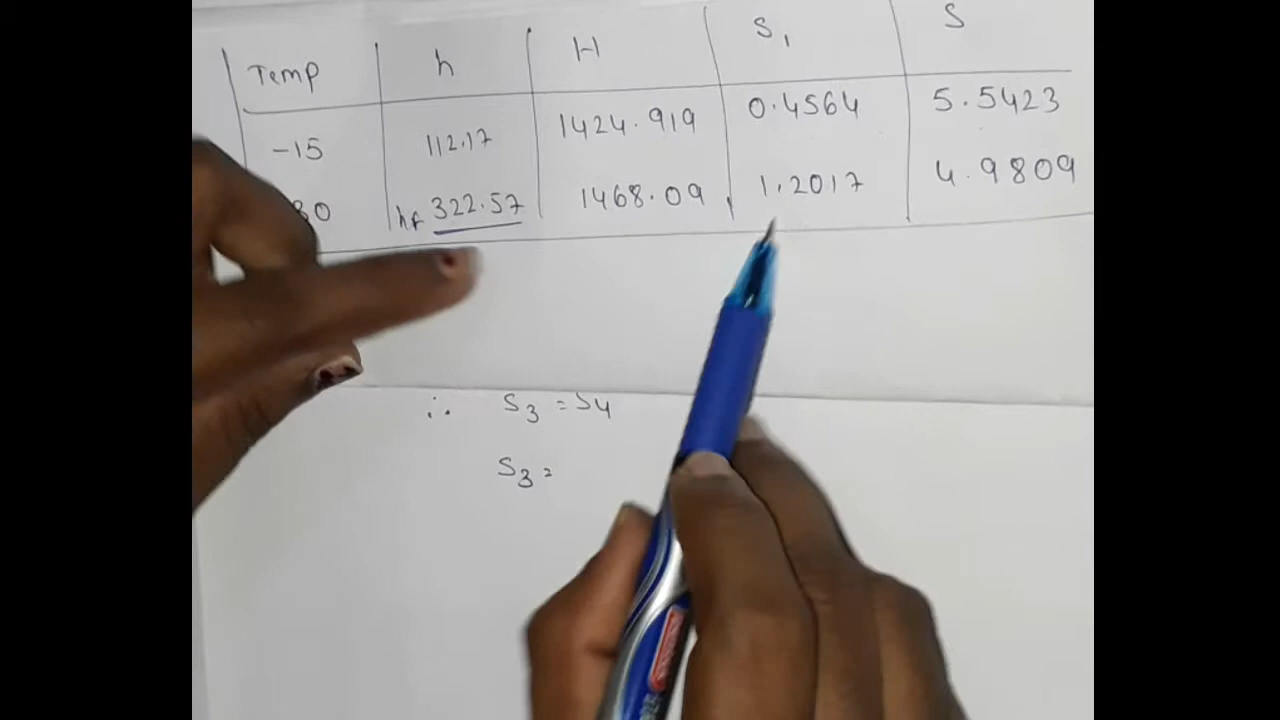 Temp h H S₁ S
-15 112.17 1424.919 0.4564 5.5423
30 hf 322.57 1468.09 1.2017 4.9809
∴ S₃ = S₄
S₃ =